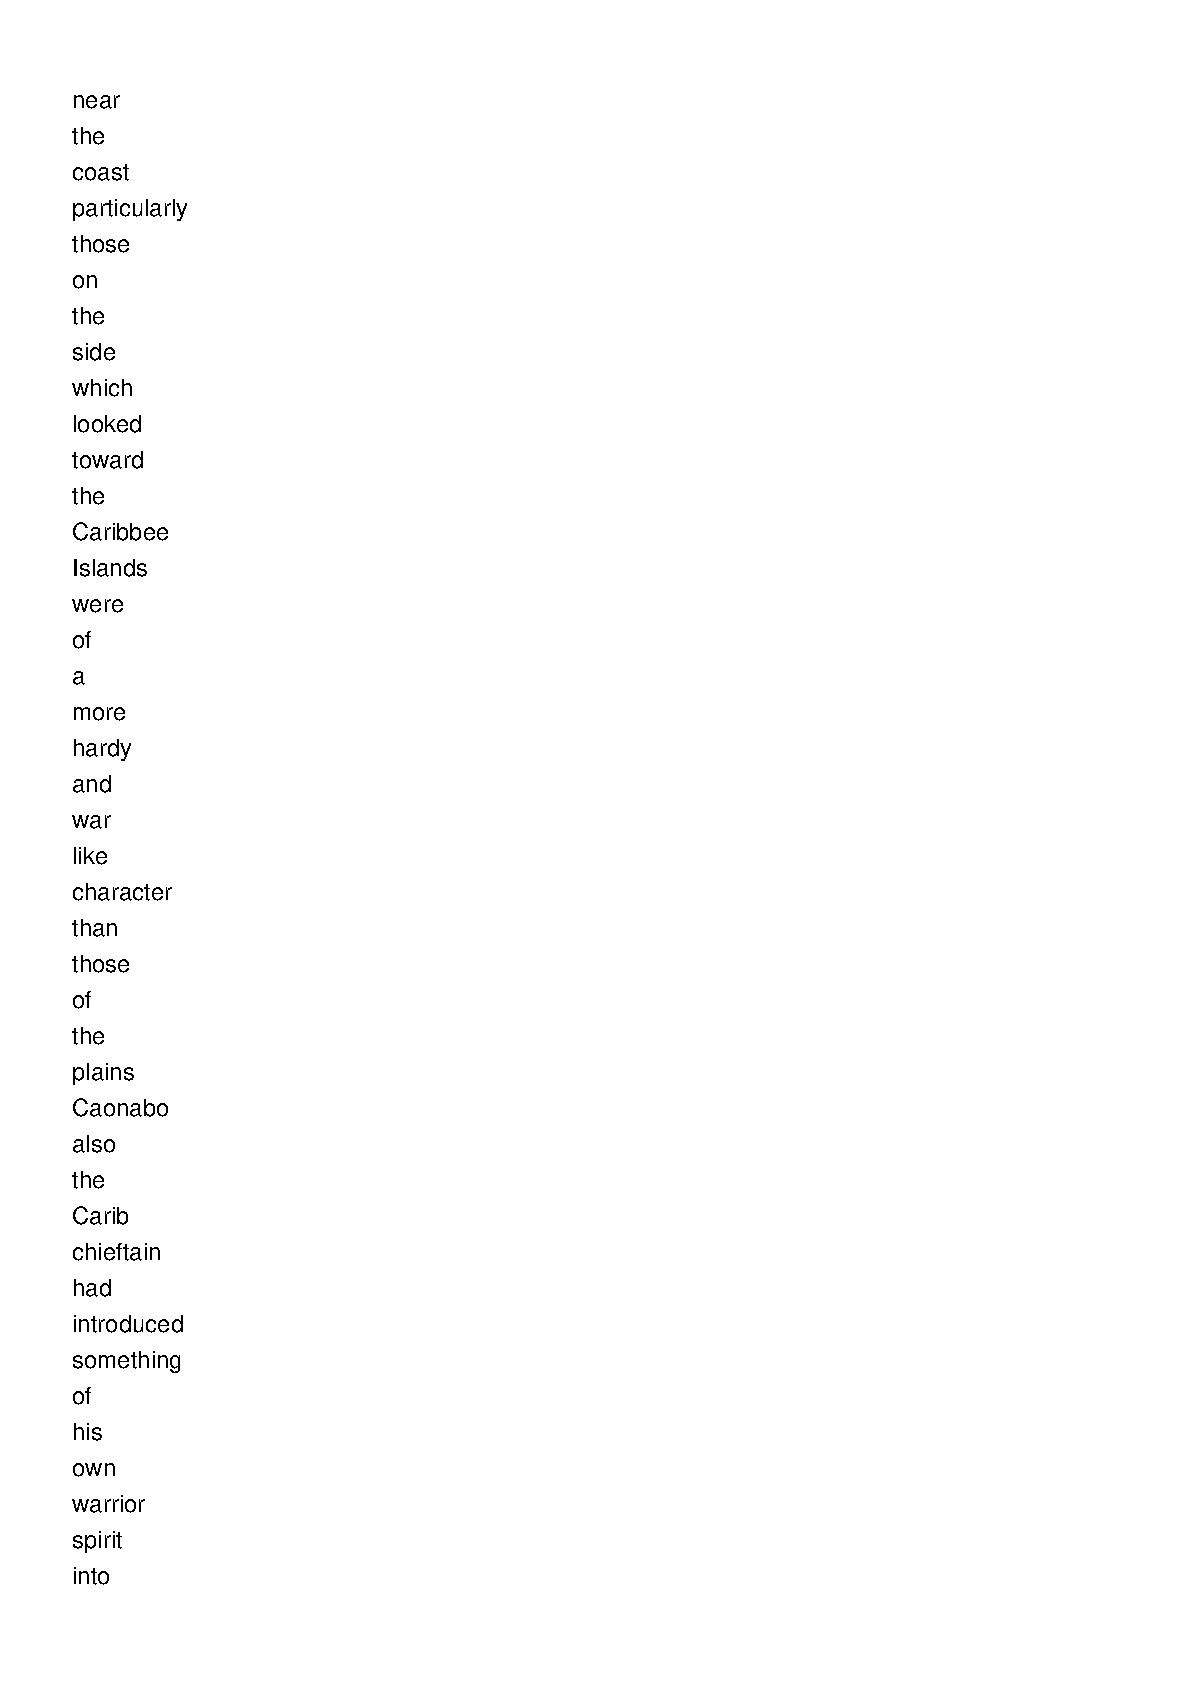 near
the
coast
particularly
those
on
the
side
which
looked
toward
the
Caribbee
Islands
were
of
a
more
hardy
and
war
like
character
than
those
of
the
plains
Caonabo
also
the
Carib
chieftain
had
introduced
something
of
his
own
warrior
spirit
into